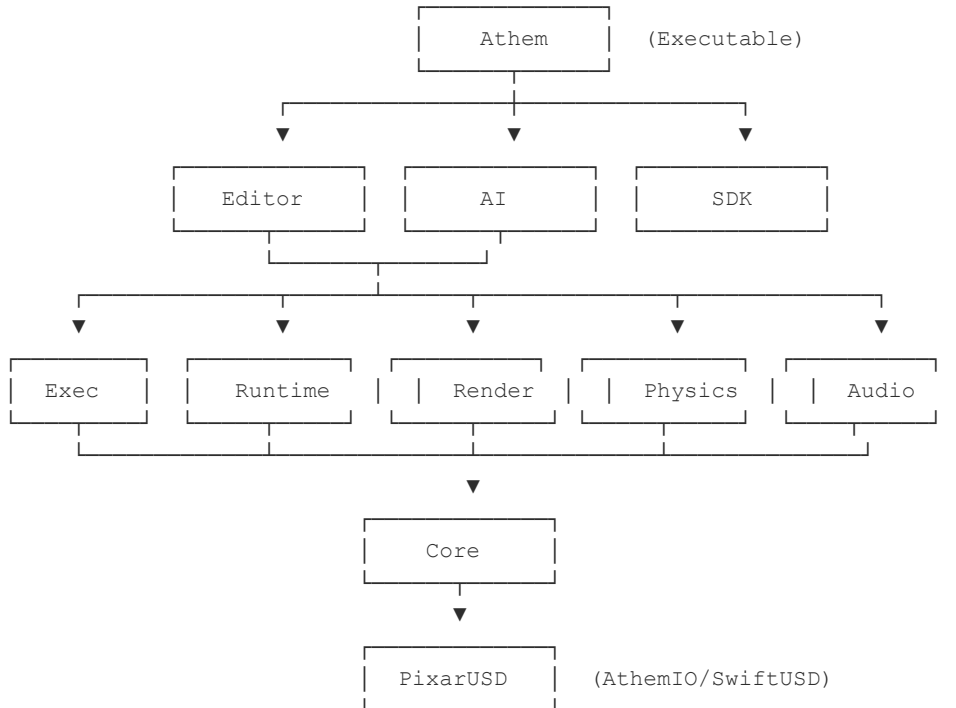 Athem (Executable)
Editor AI SDK
Exec Runtime Render Physics Audio
Core
PixarUSD (AthemIO/SwiftUSD)